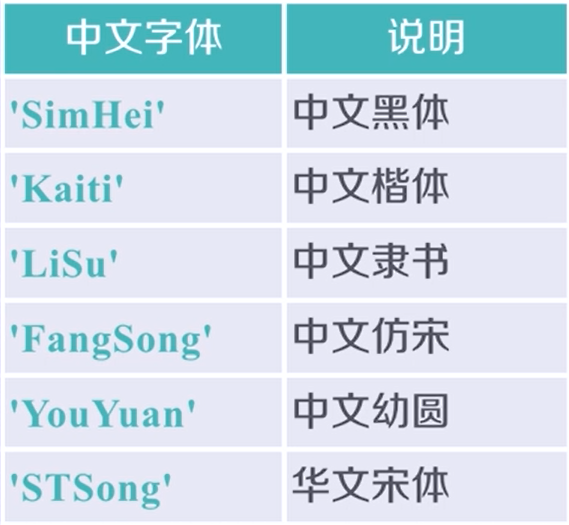 中文字体 说明
'SimHei' 中文黑体
'Kaiti' 中文楷体
'LiSu' 中文隶书
'FangSong' 中文仿宋
'YouYuan' 中文幼圆
'STSong' 华文宋体